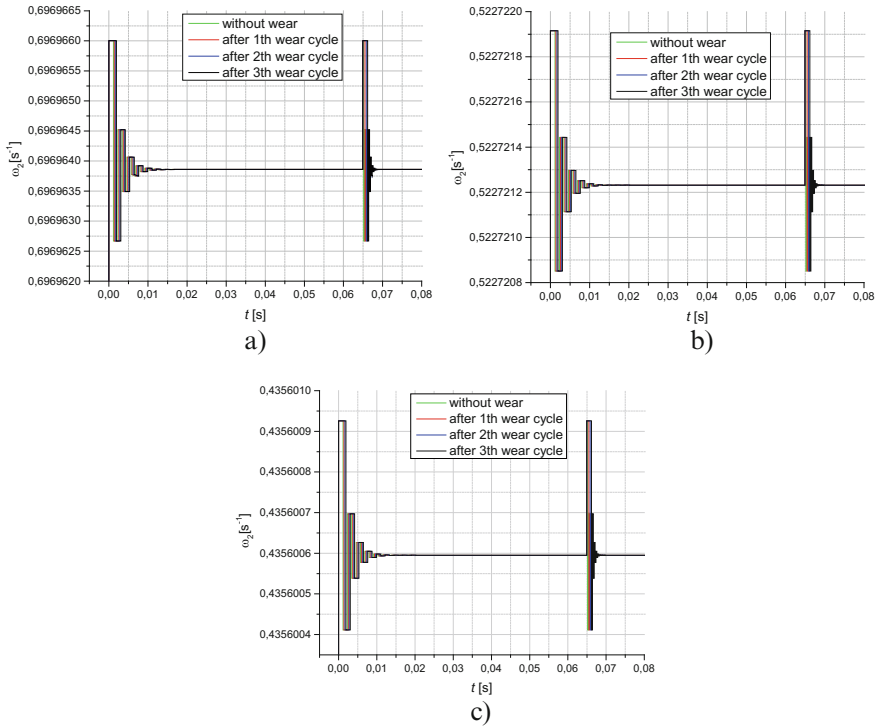 0,6969665
0,6969660
0,6969655
0,6969650
0,6969645
0,6969640
0,6969635
0,6969630
0,6969625
0,6969620
ω2[s-1]
without wear
after 1th wear cycle
after 2th wear cycle
after 3th wear cycle
0,00 0,01 0,02 0,03 0,04 0,05 0,06 0,07 0,08
t [s]
a)
0,5227220
0,5227218
0,5227216
0,5227214
0,5227212
0,5227210
0,5227208
ω2[s-1]
without wear
after 1th wear cycle
after 2th wear cycle
after 3th wear cycle
0,00 0,01 0,02 0,03 0,04 0,05 0,06 0,07 0,08
t [s]
b)
0,4356010
0,4356009
0,4356008
0,4356007
0,4356006
0,4356005
0,4356004
ω2[s-1]
without wear
after 1th wear cycle
after 2th wear cycle
after 3th wear cycle
0,00 0,01 0,02 0,03 0,04 0,05 0,06 0,07 0,08
t [s]
c)